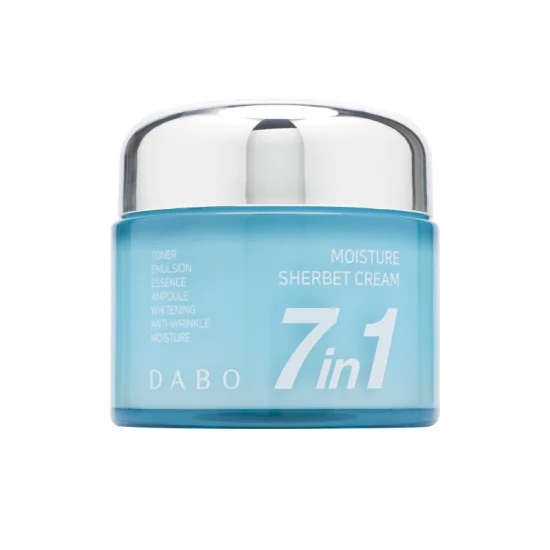 TONER
EMULSION
ESSENCE
AMPOULE
WHITENING
ANTI-WRINKLE
MOISTURE
DABO
MOISTURE
SHERBET CREAM
7in1